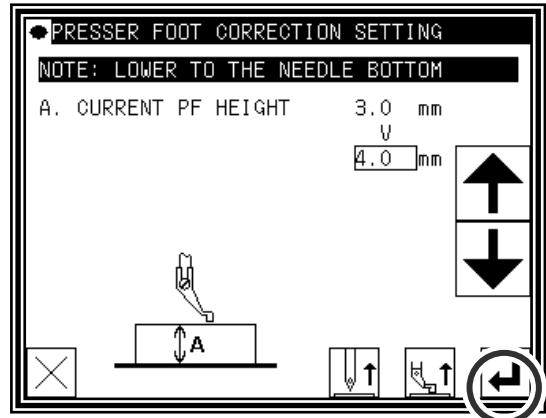 PRESSER FOOT CORRECTION SETTING
NOTE: LOWER TO THE NEEDLE BOTTOM
A. CURRENT PF HEIGHT 3.0 mm
V
4.0 mm
A